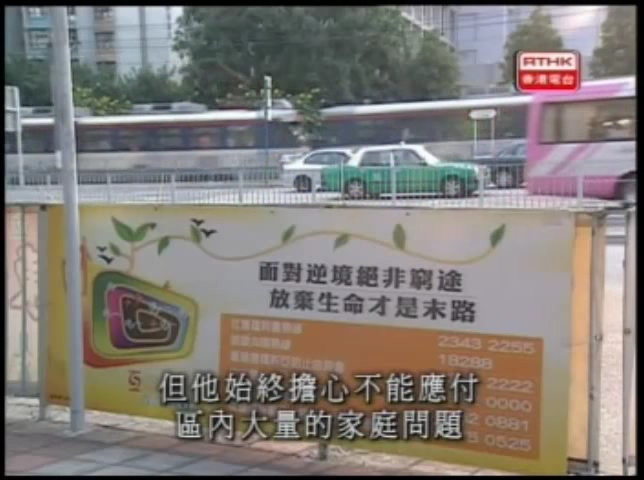 RTHK
香港電台
面對逆境絕非窮途
放棄生命才是末路
2343 2255
18288
2222
0000
0881
0525
但他始終擔心不能應付
區內大量的家庭問題